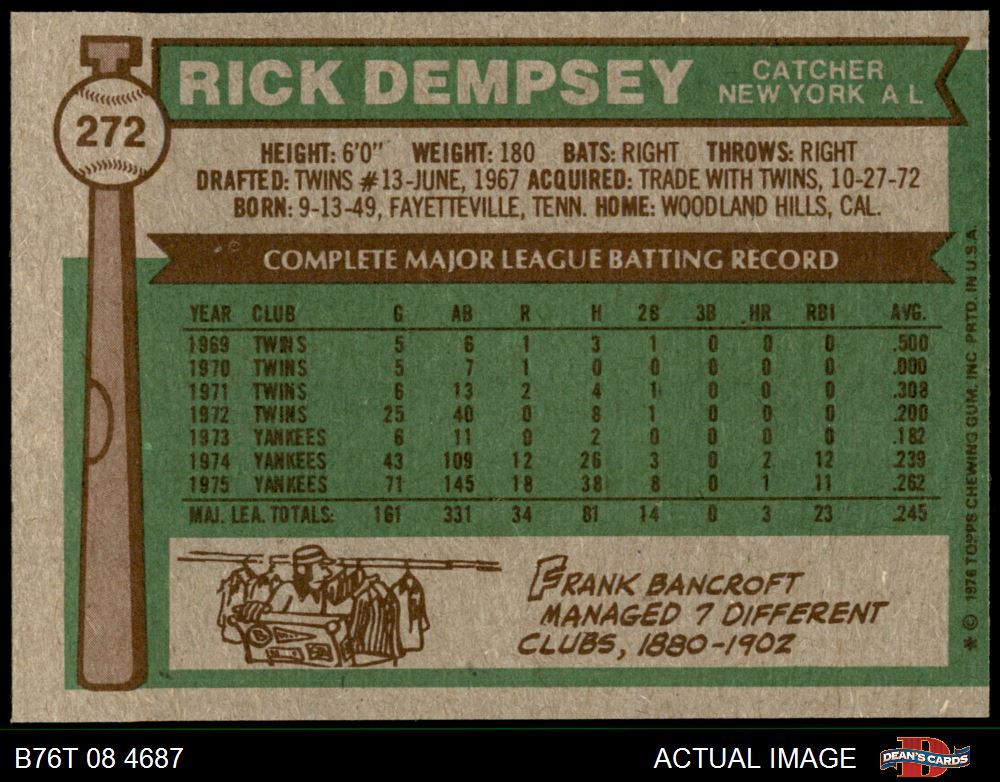 272
RICK DEMPSEY
CATCHER
NEW YORK A L
HEIGHT: 6'0" WEIGHT: 180 BATS: RIGHT THROWS: RIGHT
DRAFTED: TWINS #13-JUNE, 1967 ACQUIRED: TRADE WITH TWINS, 10-27-72
BORN: 9-13-49, FAYETTEVILLE, TENN. HOME: WOODLAND HILLS, CAL.
COMPLETE MAJOR LEAGUE BATTING RECORD
YEAR CLUB G AB R H 2B 3B HR RBI AVG.
1969 TWINS 5 6 1 3 1 0 0 0 .500
1970 TWINS 5 7 1 0 0 0 0 0 .000
1971 TWINS 6 13 2 4 1 0 0 0 .308
1972 TWINS 25 40 0 8 1 0 0 0 .200
1973 YANKEES 6 11 0 2 0 0 0 0 .182
1974 YANKEES 43 109 12 26 3 0 2 12 .239
1975 YANKEES 71 145 18 38 8 0 1 11 .262
MAJ. LEA. TOTALS: 161 331 34 81 14 0 3 23 .245
FRANK BANCROFT
MANAGED 7 DIFFERENT
CLUBS, 1880-1902
* © 1976 TOPPS CHEWING GUM, INC. PRTD. IN U.S.A.
B76T 08 4687
ACTUAL IMAGE
DEAN'S CARDS